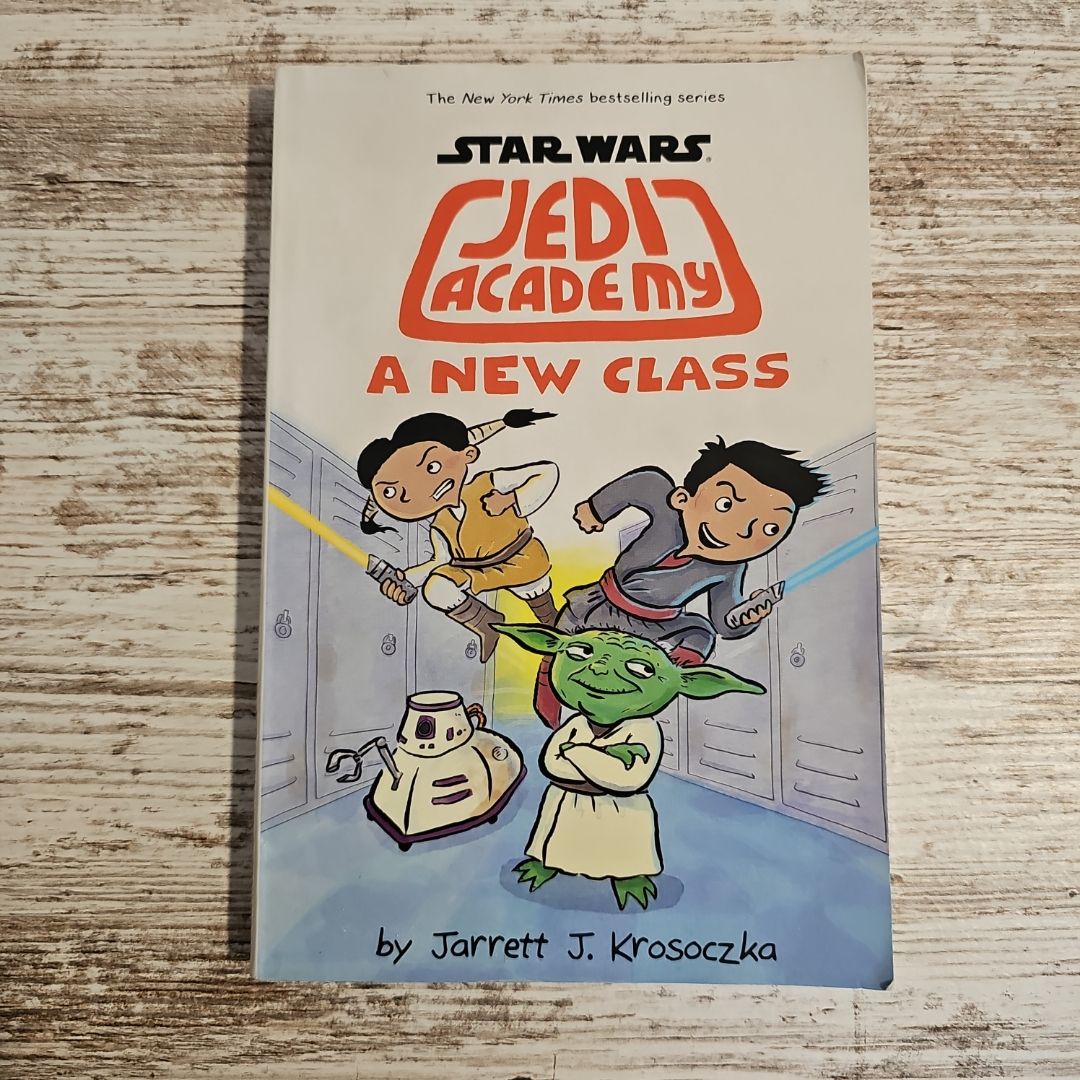 The New York Times bestselling series
STAR WARS®
JEDI
ACADEMY
A NEW CLASS
by Jarrett J. Krosoczka